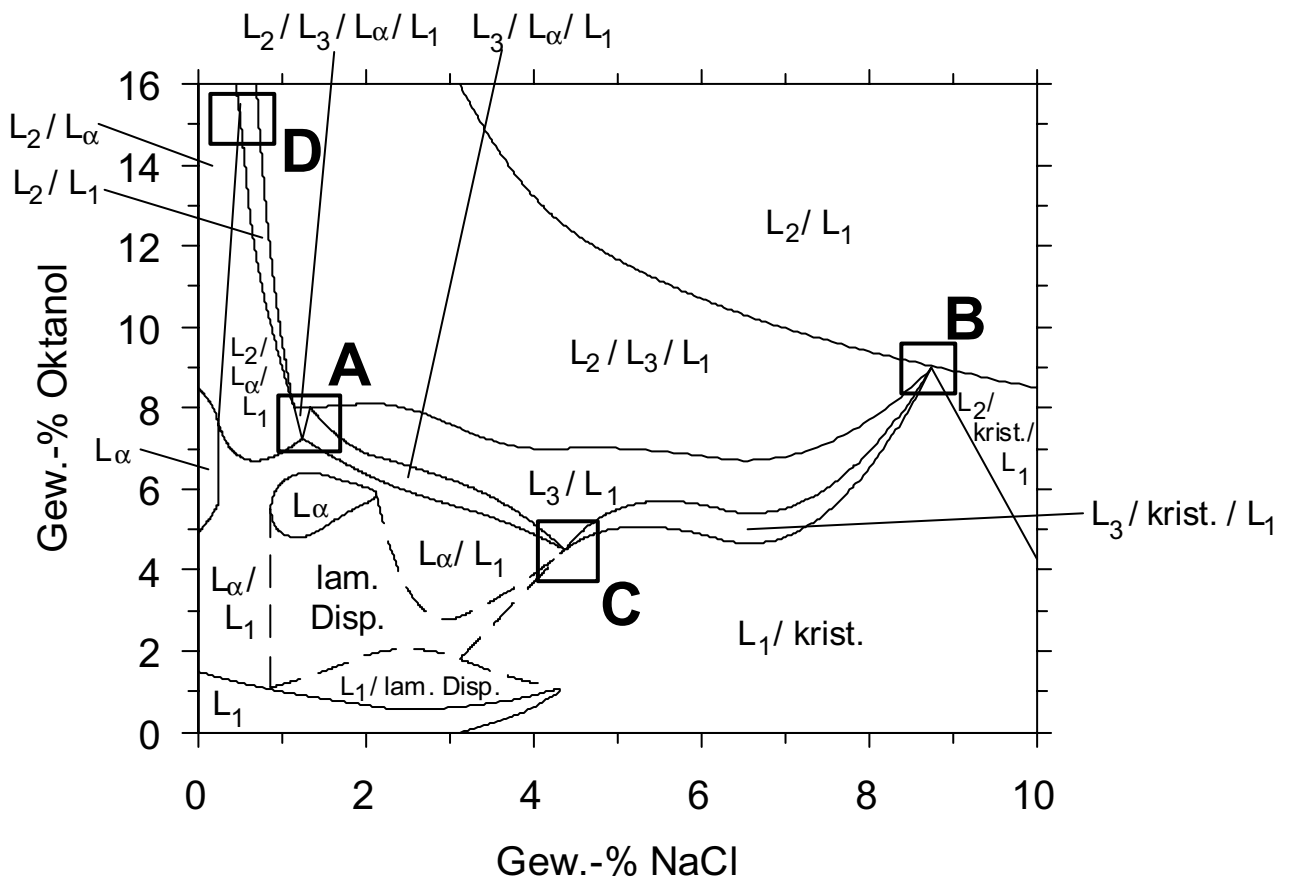 L2 / L3 / Lα / L1
L3 / Lα / L1
L2 / Lα
L2 / L1
Lα
Gew.-% Oktanol
16
14
12
10
8
6
4
2
0
D
L2 / L1
B
A
L2 /
Lα /
L1
L2 / L3 / L1
L2 /
krist./
L1
L3 / L1
L3 / krist. / L1
Lα
Lα / L1
C
Lα /
L1
lam.
Disp.
L1 / krist.
L1 / lam. Disp.
L1
0
2
4
6
8
10
Gew.-% NaCl